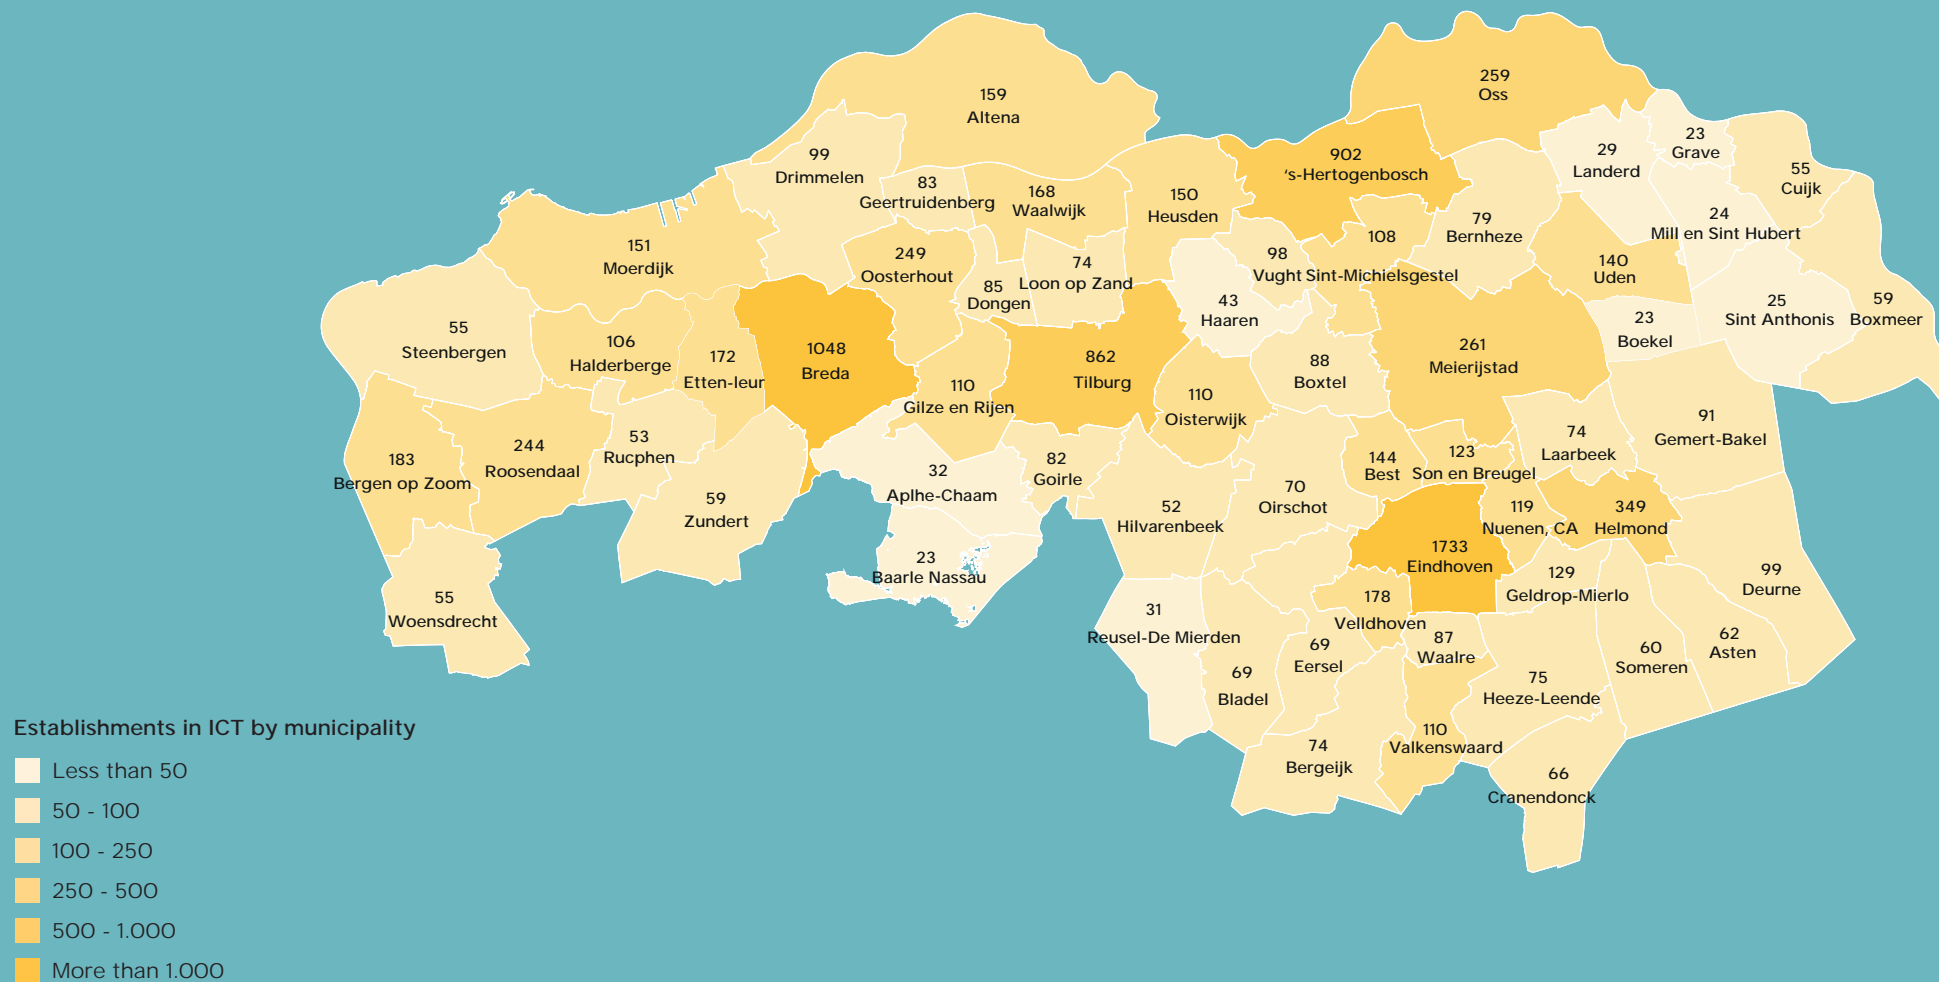 259
Oss
159
Altena
23
Grave
902
‘s-Hertogenbosch
29
Landerd
99
Drimmelen
55
Cuijk
83
Geertruidenberg
168
Waalwijk
150
Heusden
79
Bernheze
24
Mill en Sint Hubert
108
Sint-Michielsgestel
151
Moerdijk
249
Oosterhout
98
Vught
140
Uden
74
Loon op Zand
85
Dongen
43
Haaren
25
Sint Anthonis
59
Boxmeer
55
Steenbergen
23
Boekel
106
Halderberge
172
Etten-leur
1048
Breda
862
Tilburg
88
Boxtel
261
Meierijstad
110
Gilze en Rijen
110
Oisterwijk
91
Gemert-Bakel
74
Laarbeek
183
Bergen op Zoom
244
Roosendaal
53
Rucphen
32
Aplhe-Chaam
82
Goirle
144
Best
123
Son en Breugel
59
Zundert
52
Hilvarenbeek
70
Oirschot
119
Nuenen, CA
349
Helmond
23
Baarle Nassau
1733
Eindhoven
129
Geldrop-Mierlo
99
Deurne
55
Woensdrecht
31
Reusel-De Mierden
178
Velldhoven
87
Waalre
69
Eersel
60
Someren
62
Asten
69
Bladel
75
Heeze-Leende
74
Bergeijk
110
Valkenswaard
66
Cranendonck
Establishments in ICT by municipality
Less than 50
50 - 100
100 - 250
250 - 500
500 - 1.000
More than 1.000